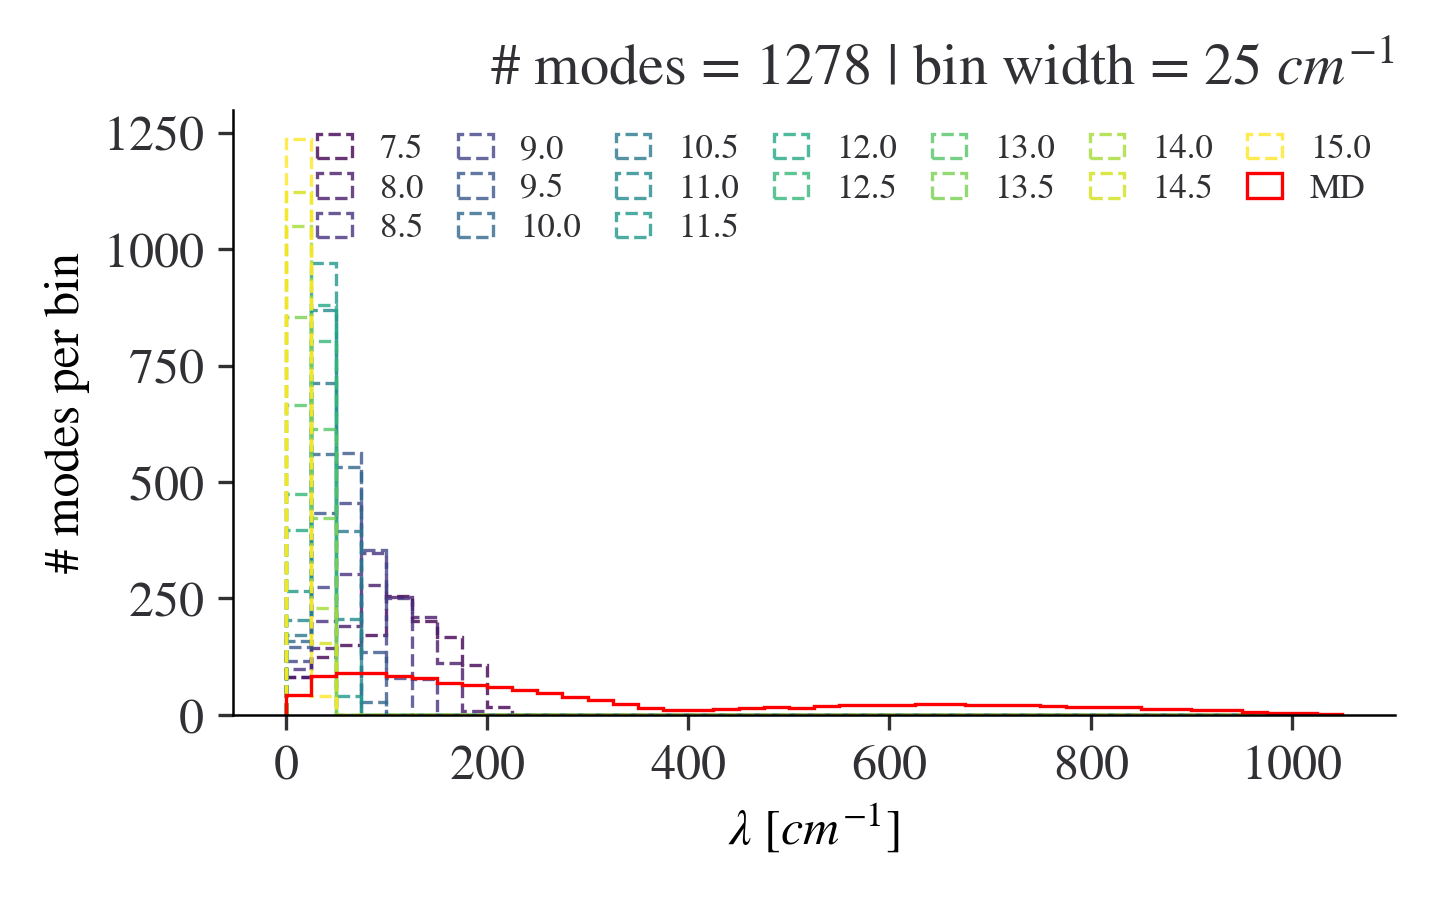 # modes = 1278 | bin width = 25 cm⁻¹
1250
1000
750
500
250
0
# modes per bin
7.5 9.0 10.5 12.0 13.0 14.0 15.0
8.0 9.5 11.0 12.5 13.5 14.5 MD
8.5 10.0 11.5
0 200 400 600 800 1000
λ [cm⁻¹]